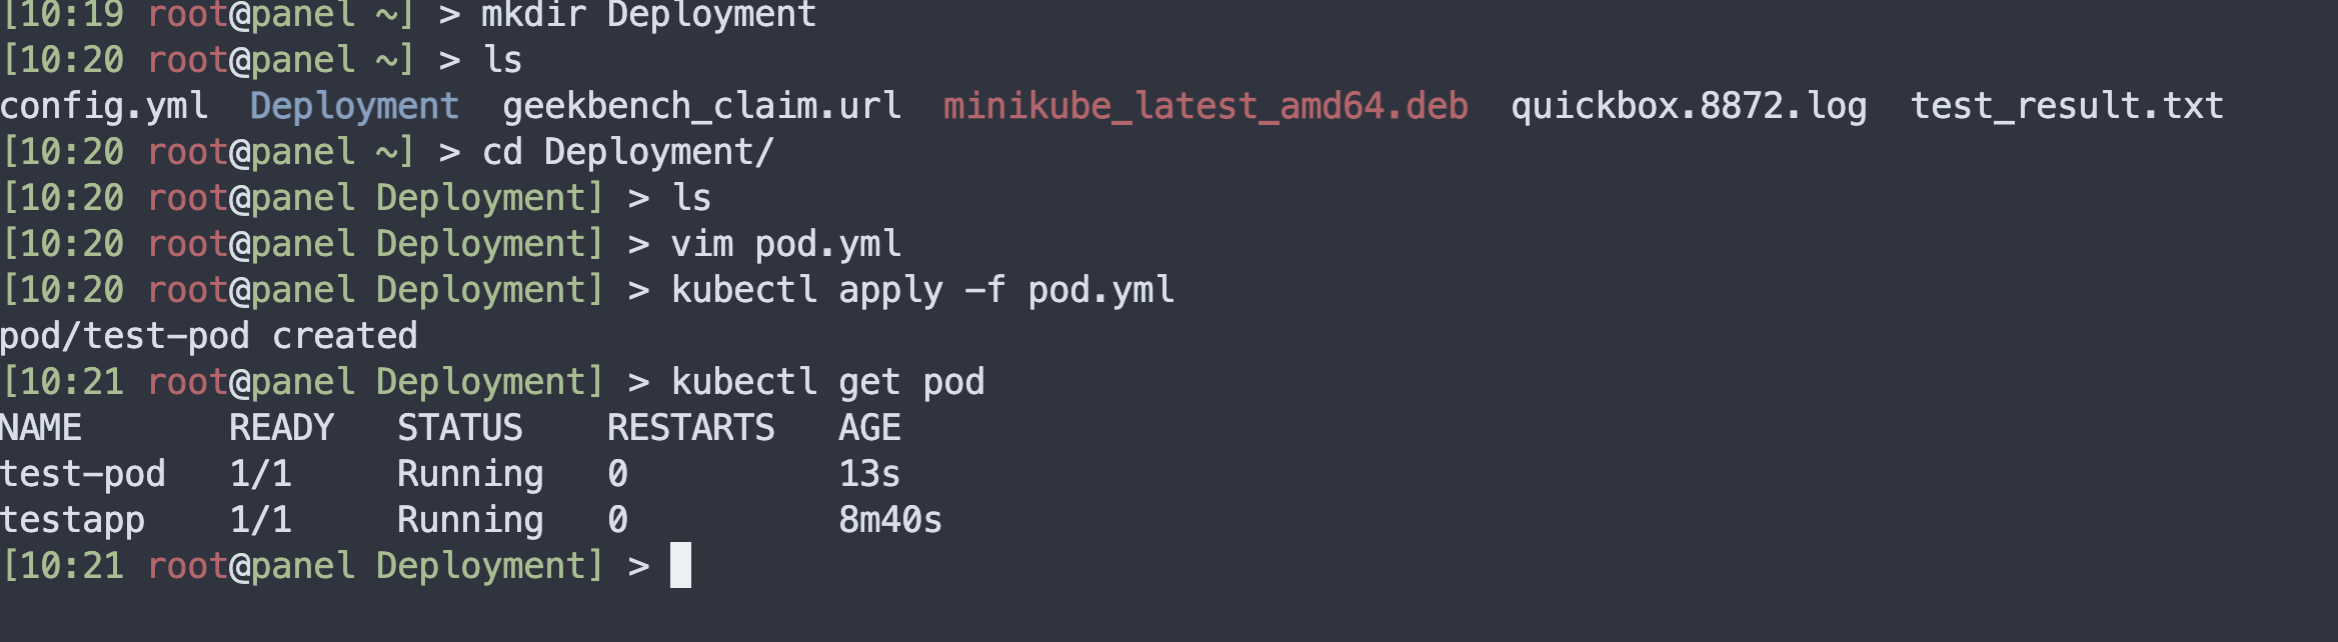 [10:19 root@panel ~] > mkdir Deployment
[10:20 root@panel ~] > ls
config.yml  Deployment  geekbench_claim.url  minikube_latest_amd64.deb  quickbox.8872.log  test_result.txt
[10:20 root@panel ~] > cd Deployment/
[10:20 root@panel Deployment] > ls
[10:20 root@panel Deployment] > vim pod.yml
[10:20 root@panel Deployment] > kubectl apply -f pod.yml
pod/test-pod created
[10:21 root@panel Deployment] > kubectl get pod
NAME       READY   STATUS    RESTARTS   AGE
test-pod   1/1     Running   0          13s
testapp    1/1     Running   0          8m40s
[10:21 root@panel Deployment] >